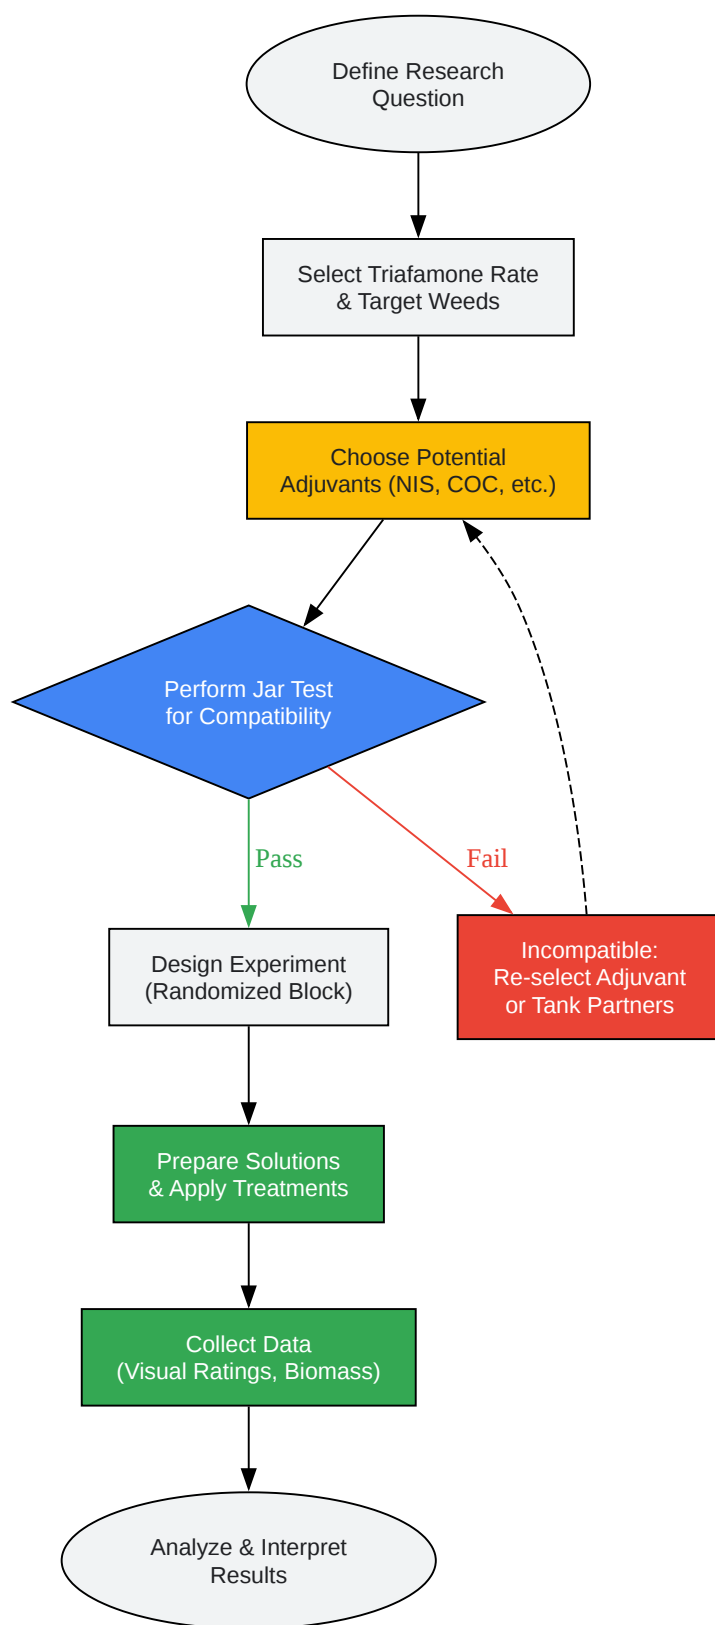 Define Research
Question
Select Triafamone Rate
& Target Weeds
Choose Potential
Adjuvants (NIS, COC, etc.)
Perform Jar Test
for Compatibility
Pass
Fail
Design Experiment
(Randomized Block)
Incompatible:
Re-select Adjuvant
or Tank Partners
Prepare Solutions
& Apply Treatments
Collect Data
(Visual Ratings, Biomass)
Analyze & Interpret
Results